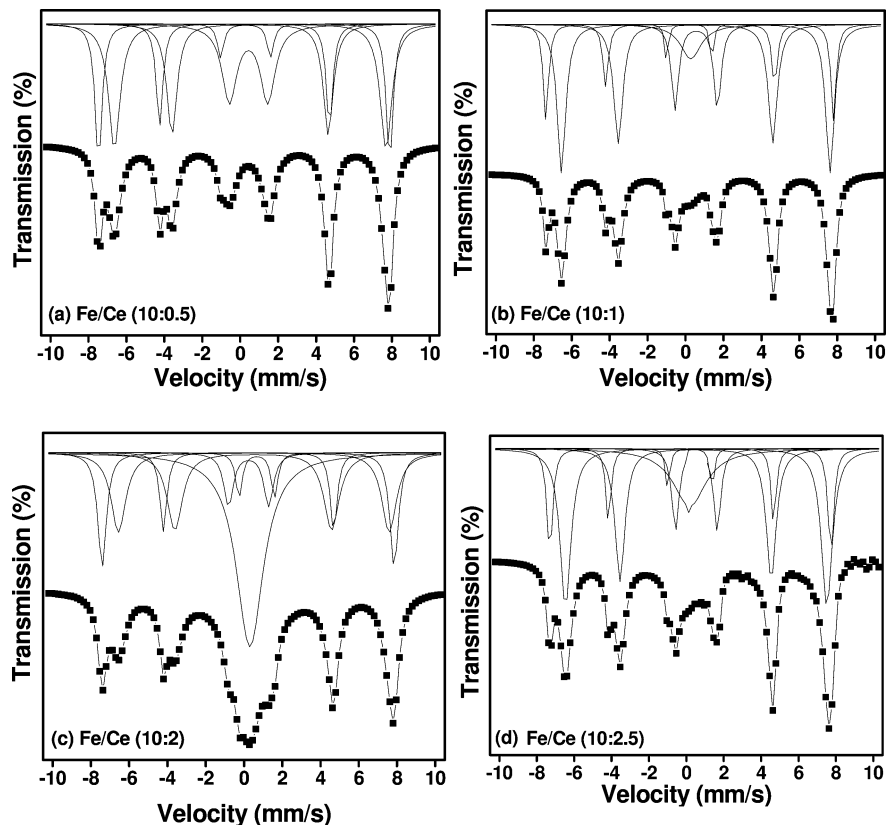 Transmission (%)
(a) Fe/Ce (10:0.5)
-10 -8 -6 -4 -2 0 2 4 6 8 10
Velocity (mm/s)
Transmission (%)
(b) Fe/Ce (10:1)
-10 -8 -6 -4 -2 0 2 4 6 8 10
Velocity (mm/s)
Transmission (%)
(c) Fe/Ce (10:2)
-10 -8 -6 -4 -2 0 2 4 6 8 10
Velocity (mm/s)
Transmission (%)
(d) Fe/Ce (10:2.5)
-10 -8 -6 -4 -2 0 2 4 6 8 10
Velocity (mm/s)